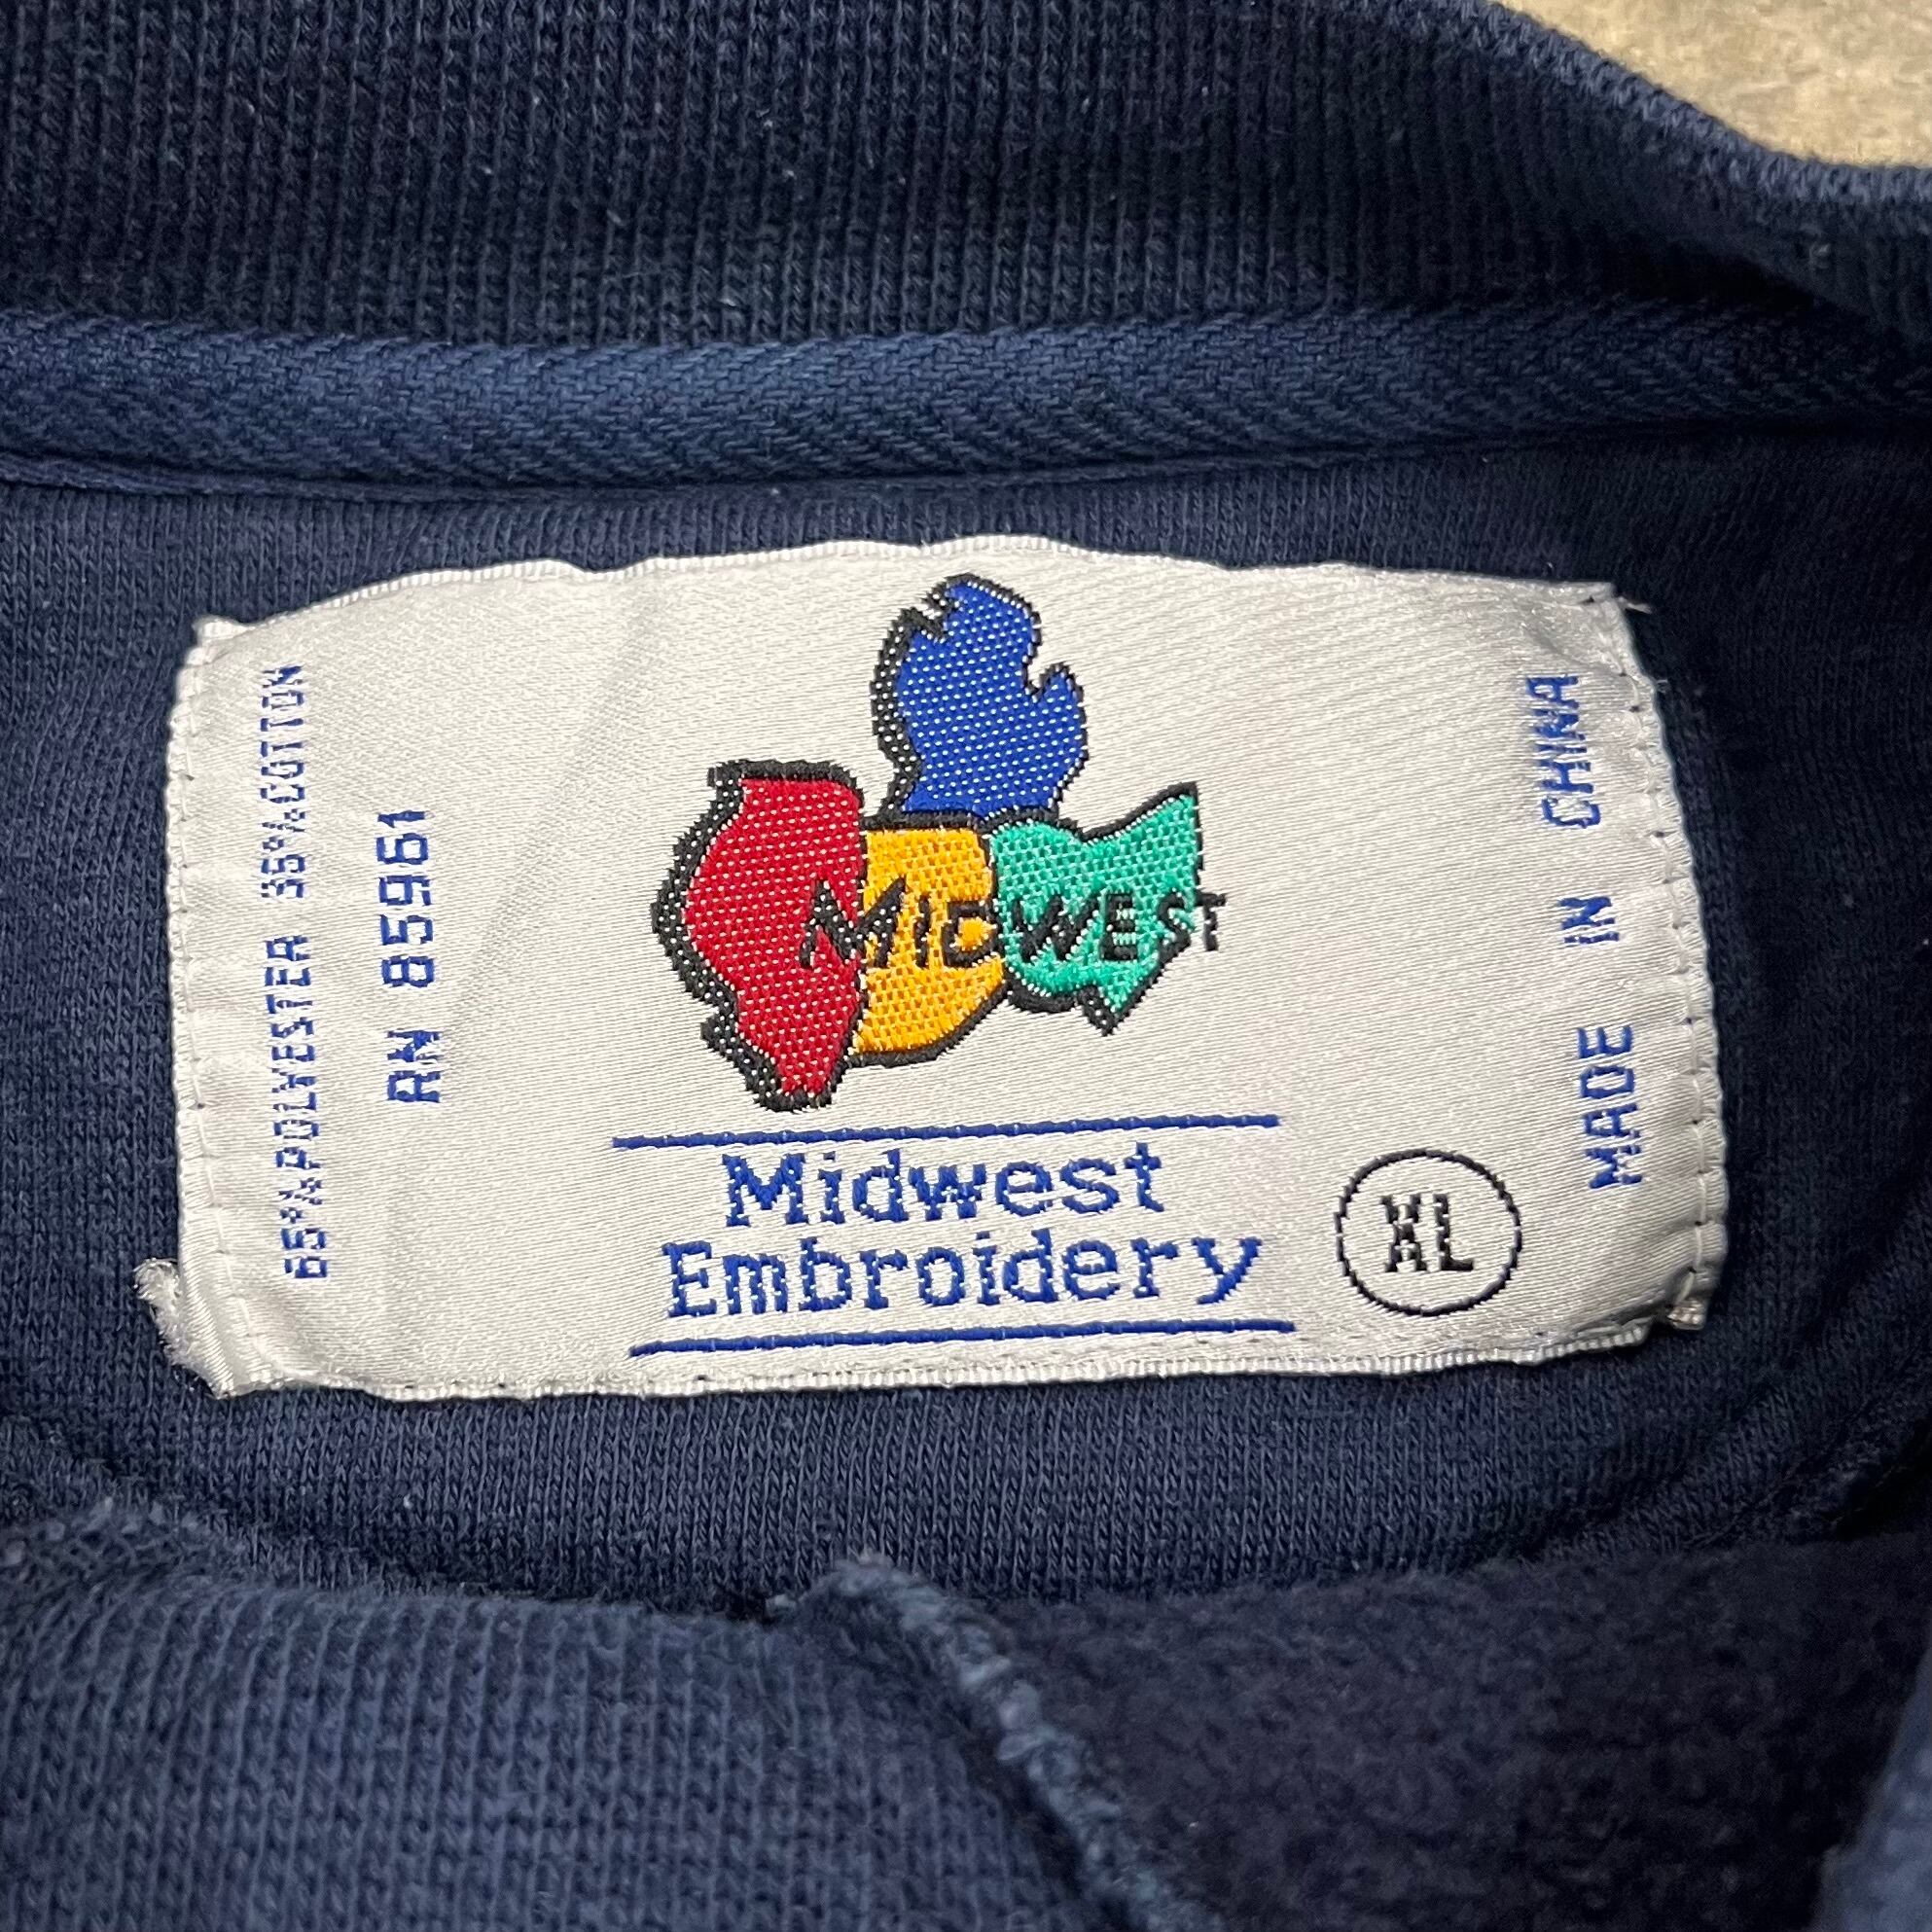 65% POLYESTER 35% COTTON
RN 85961
MIDWEST
Midwest
Embroidery
XL
MADE IN CHINA